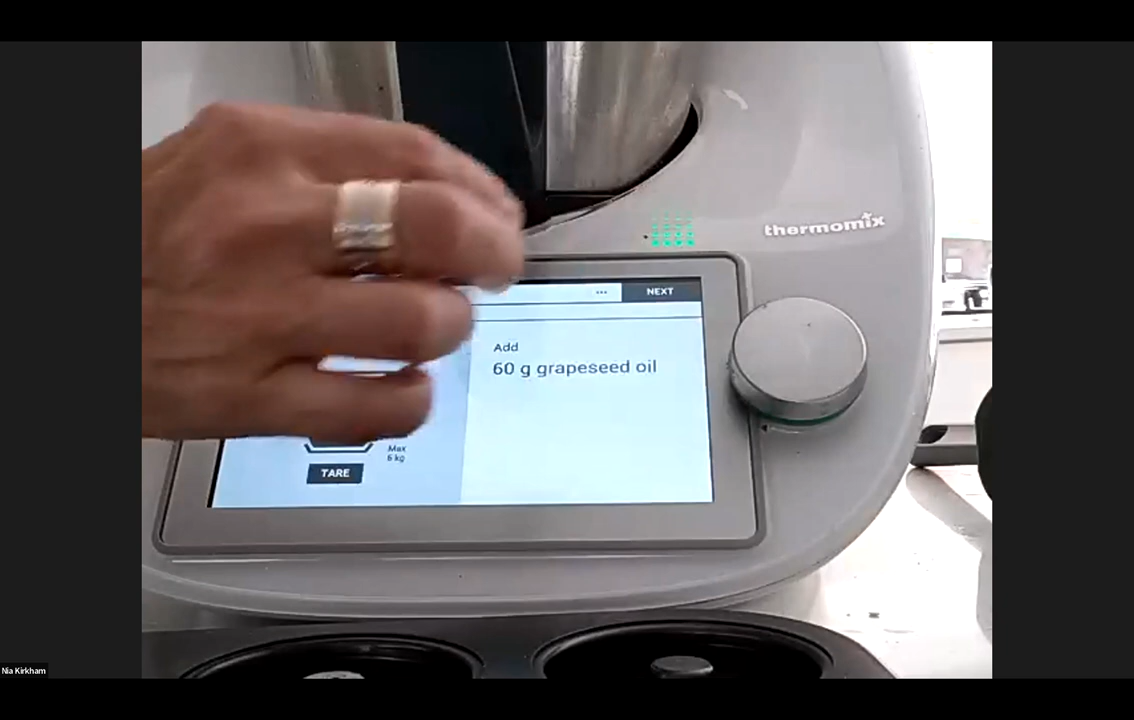 thermomix
... NEXT
Add
60 g grapeseed oil
Max
6 kg
TARE
Nia Kirkham